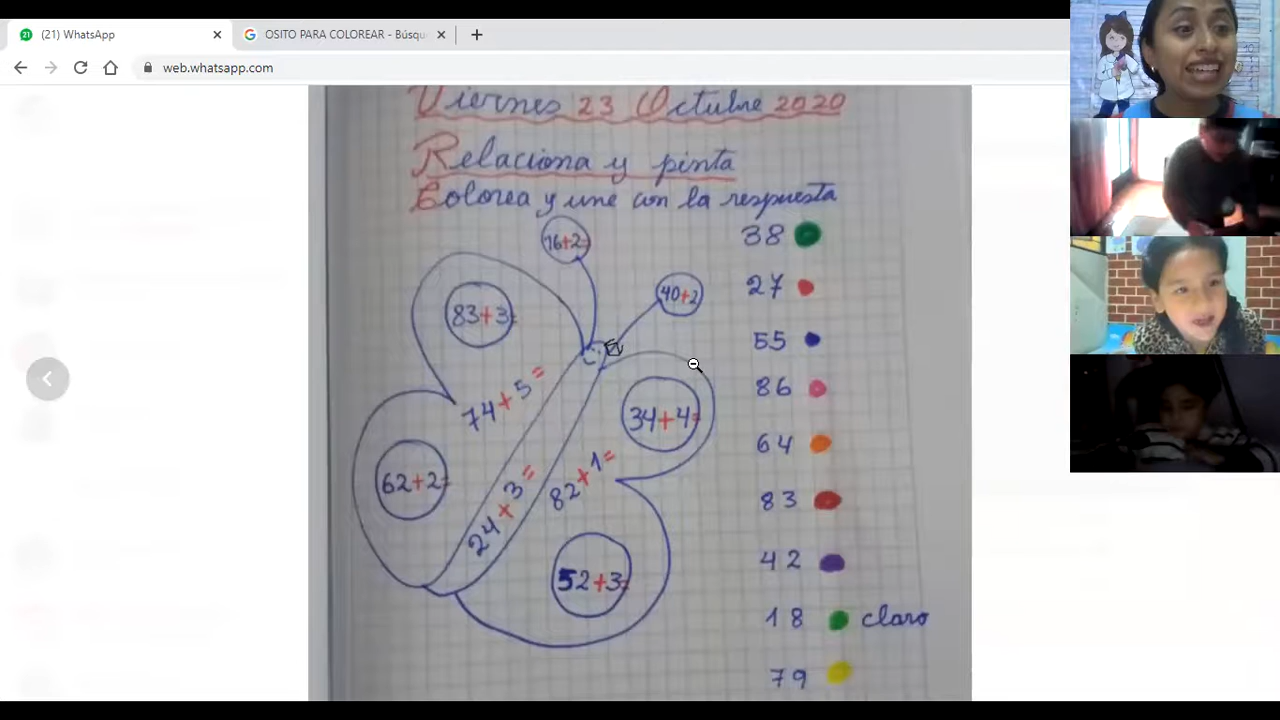 (21) WhatsApp
OSITO PARA COLOREAR - Búsqu
web.whatsapp.com
Viernes 23 Octubre 2020
Relaciona y pinta
Colorea y une con la respuesta
16+2=
40+2
83+3=
74+5=
34+4=
62+2=
24+3=
82+1=
52+3=
38
27
55
86
64
83
42
18 claro
79